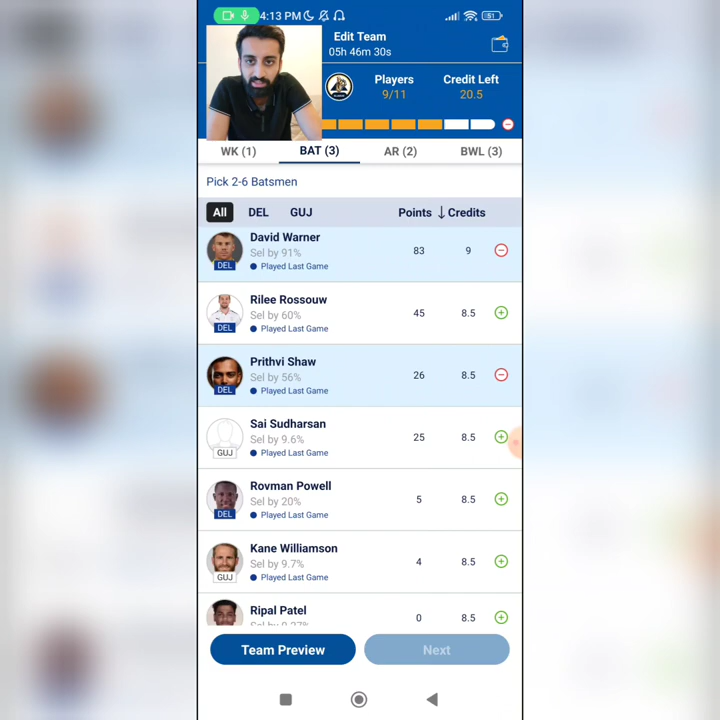 4:13 PM
51
Edit Team
05h 46m 30s
Players
9/11
Credit Left
20.5
WK (1)
BAT (3)
AR (2)
BWL (3)
Pick 2-6 Batsmen
All
DEL
GUJ
Points
↓ Credits
David Warner
Sel by 91%
Played Last Game
DEL
83
9
Rilee Rossouw
Sel by 60%
Played Last Game
DEL
45
8.5
Prithvi Shaw
Sel by 56%
Played Last Game
DEL
26
8.5
Sai Sudharsan
Sel by 9.6%
Played Last Game
GUJ
25
8.5
Rovman Powell
Sel by 20%
Played Last Game
DEL
5
8.5
Kane Williamson
Sel by 9.7%
Played Last Game
GUJ
4
8.5
Ripal Patel
0
8.5
Team Preview
Next